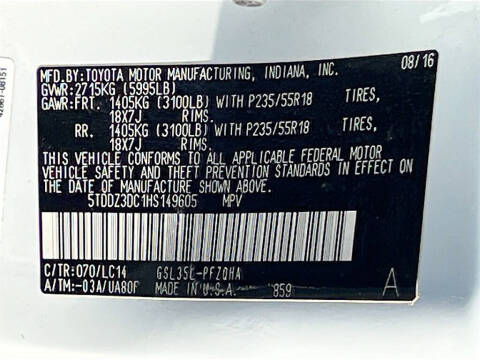 MFD.BY:TOYOTA MOTOR MANUFACTURING, INDIANA, INC. 08/16
GVWR:2715KG (5995LB)
GAWR:FRT. 1405KG (3100LB) WITH P235/55R18 TIRES,
18X7J RIMS.
RR. 1405KG (3100LB) WITH P235/55R18 TIRES,
18X7J RIMS.
THIS VEHICLE CONFORMS TO ALL APPLICABLE FEDERAL MOTOR
VEHICLE SAFETY AND THEFT PREVENTION STANDARDS IN EFFECT
ON THE DATE OF MANUFACTURE SHOWN ABOVE.
5TDDZ3DC1HS149605 MPV
C/TR:070/LC14 GSL35L-PFZQHA
A/TM:-03A/UA80F MADE IN U.S.A. 859 A